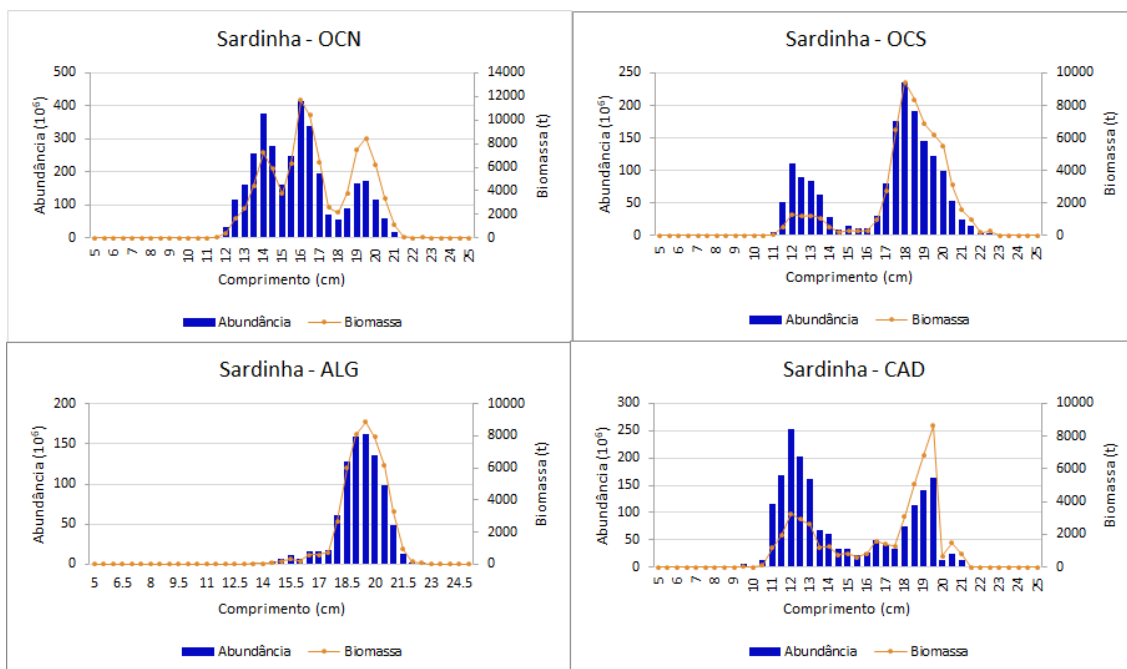 Sardinha - OCN
500
400
300
200
100
0
14000
12000
10000
8000
6000
4000
2000
0
Abundância (10⁶)
Biomassa (t)
5 6 7 8 9 10 11 12 13 14 15 16 17 18 19 20 21 22 23 24 25
Comprimento (cm)
Abundância Biomassa
Sardinha - OCS
250
200
150
100
50
0
10000
8000
6000
4000
2000
0
Abundância (10⁶)
Biomassa (t)
5 6 7 8 9 10 11 12 13 14 15 16 17 18 19 20 21 22 23 24 25
Comprimento (cm)
Abundância Biomassa
Sardinha - ALG
200
150
100
50
0
10000
8000
6000
4000
2000
0
Abundância (10⁶)
Biomassa (t)
5 6.5 8 9.5 11 12.5 14 15.5 17 18.5 20 21.5 23 24.5
Comprimento (cm)
Abundância Biomassa
Sardinha - CAD
300
250
200
150
100
50
0
10000
8000
6000
4000
2000
0
Abundância (10⁶)
Biomassa (t)
5 6 7 8 9 10 11 12 13 14 15 16 17 18 19 20 21 22 23 24 25
Comprimento (cm)
Abundância Biomassa